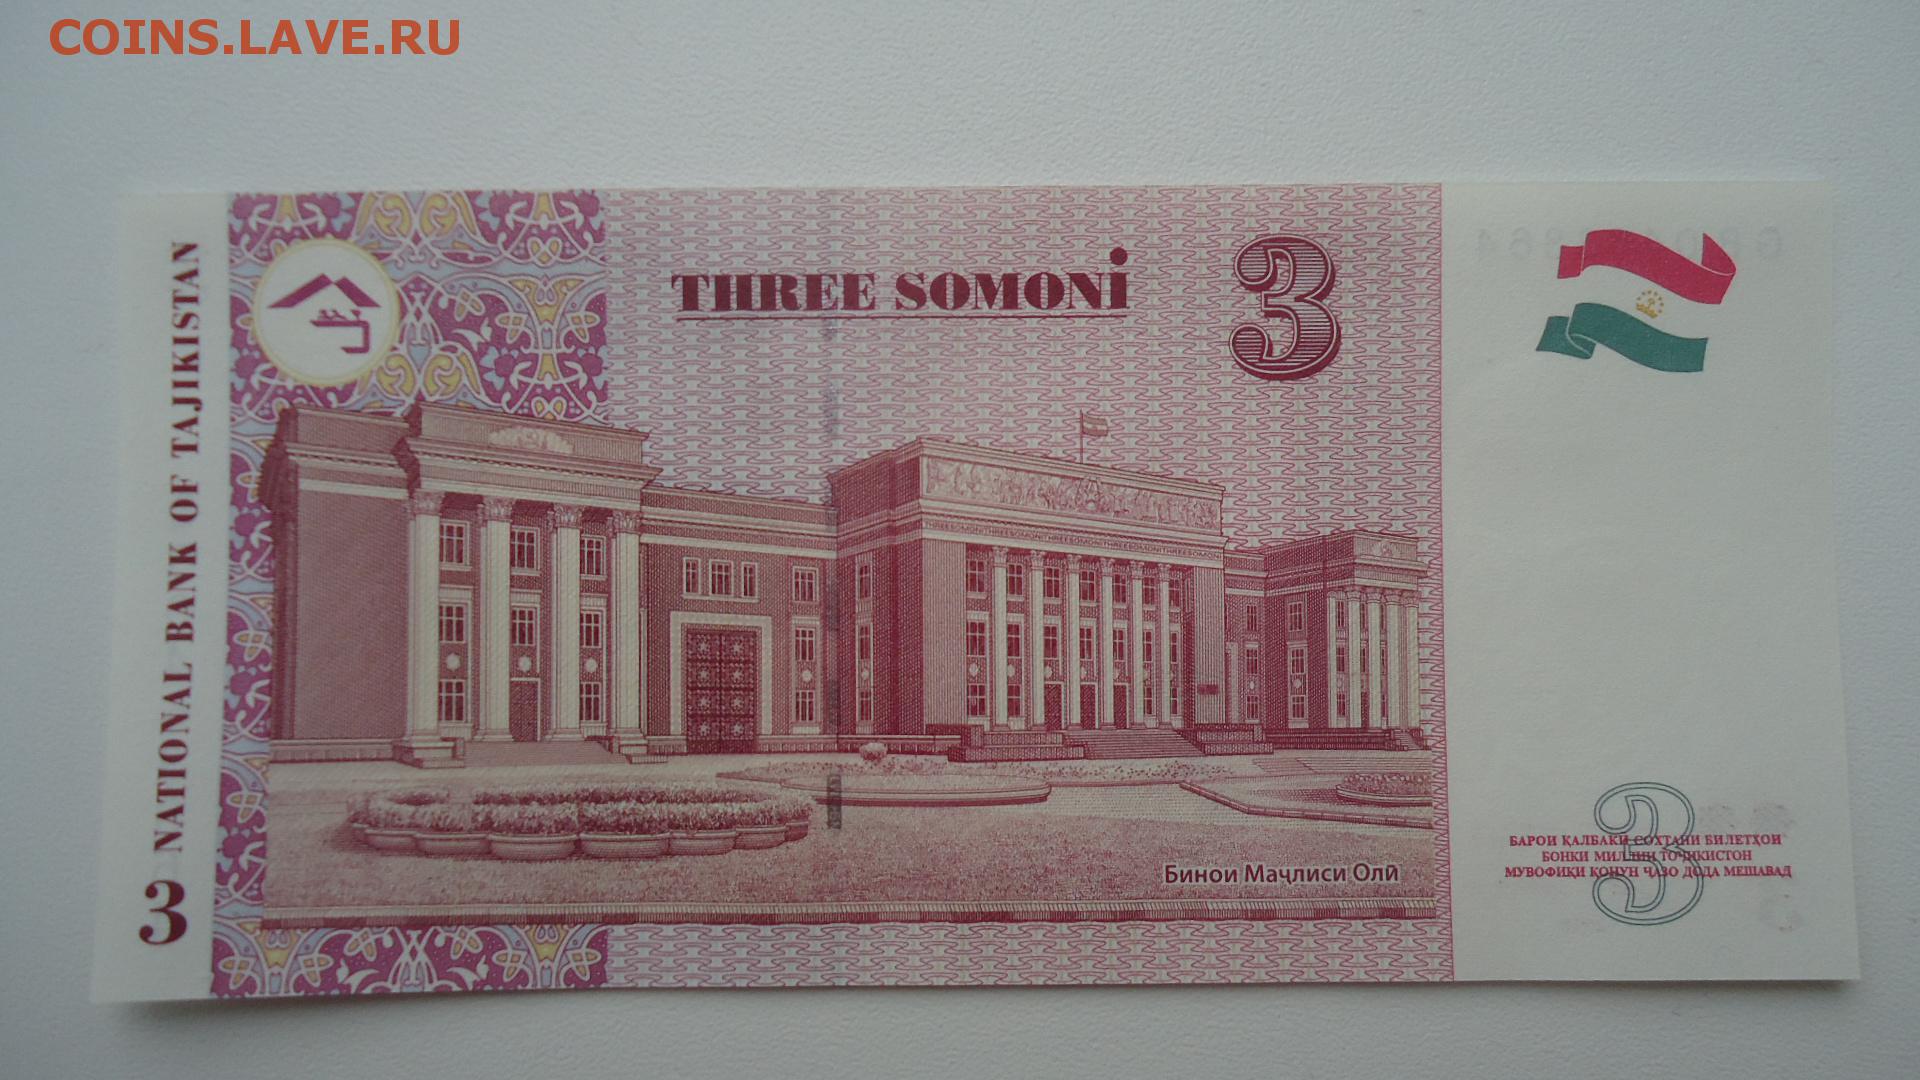 COINS.LAVE.RU
NATIONAL BANK OF TAJIKISTAN
3
THREE SOMONi
3
THREESOMONITHREESOMONITHREESOMONITHREESOMONI
Бинои Маҷлиси Олӣ
3
БАРОИ ҚАЛБАКӢ СОХТАНИ БИЛЕТҲОИ
БОНКИ МИЛЛИИ ТОҶИКИСТОН
МУВОФИҚИ ҚОНУН ҶАЗО ДОДА МЕШАВАД